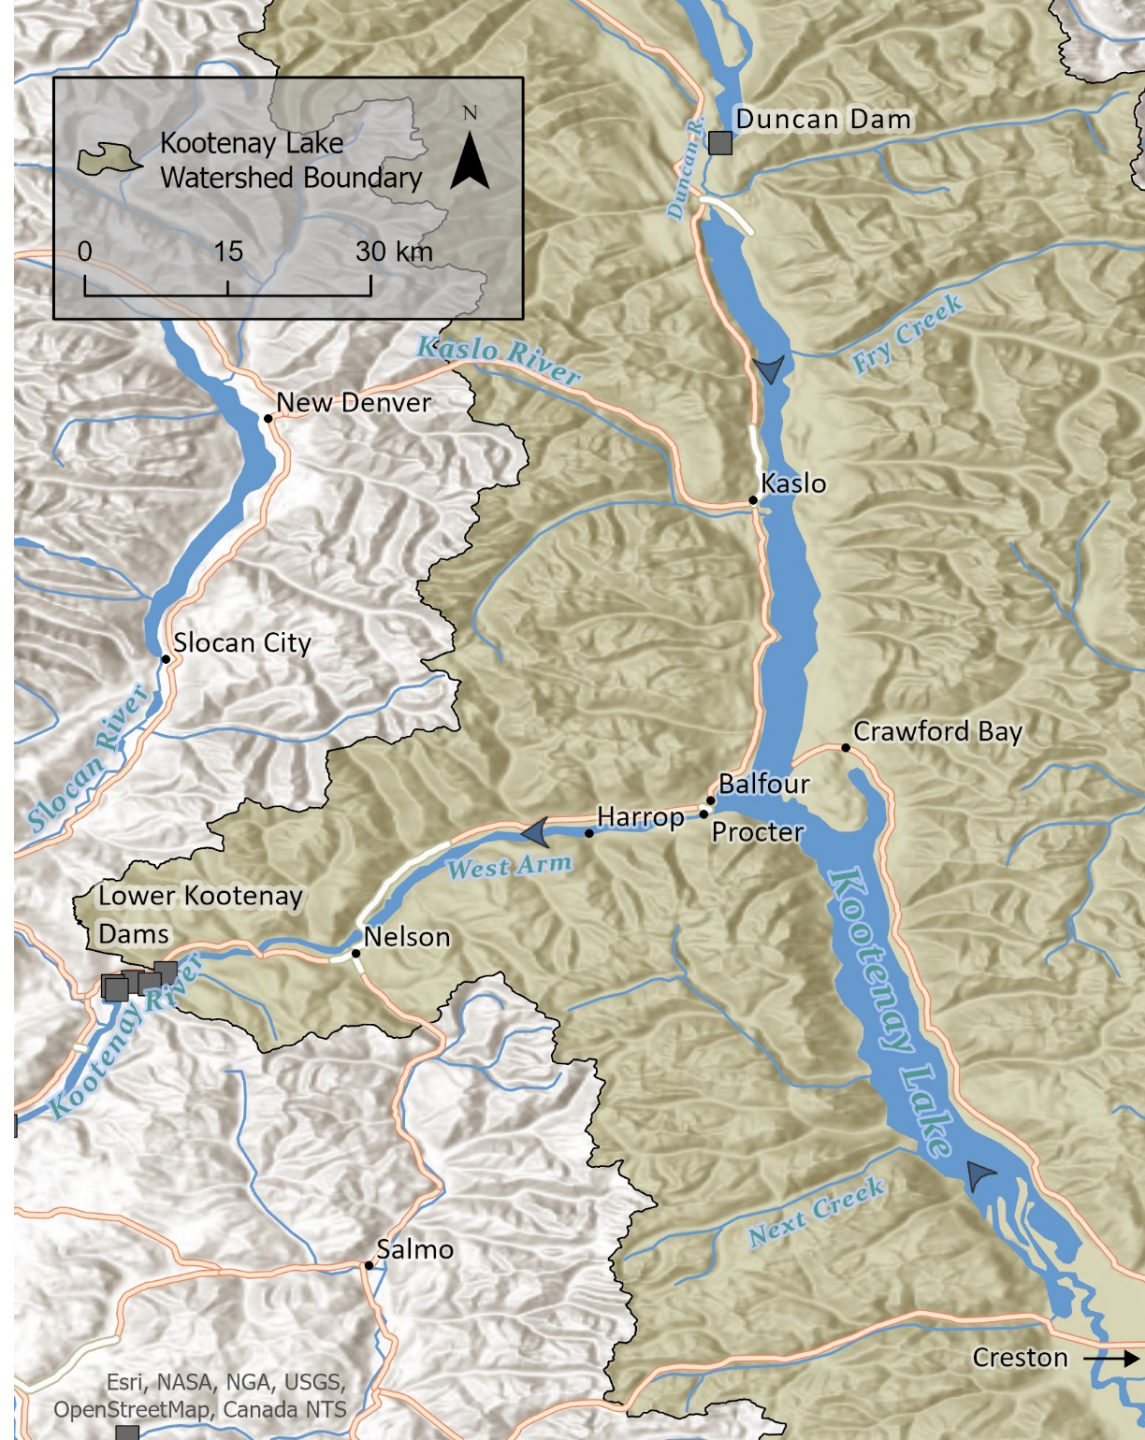 Duncan Dam
N
Kootenay Lake
Watershed Boundary
Duncan R.
0 15 30 km
Fry Creek
Kaslo River
New Denver
Kaslo
Slocan City
Slocan River
Crawford Bay
Balfour
Harrop
Procter
West Arm
Kootenay Lake
Lower Kootenay
Dams
Nelson
Kootenay River
Next Creek
Salmo
Creston
Esri, NASA, NGA, USGS,
OpenStreetMap, Canada NTS